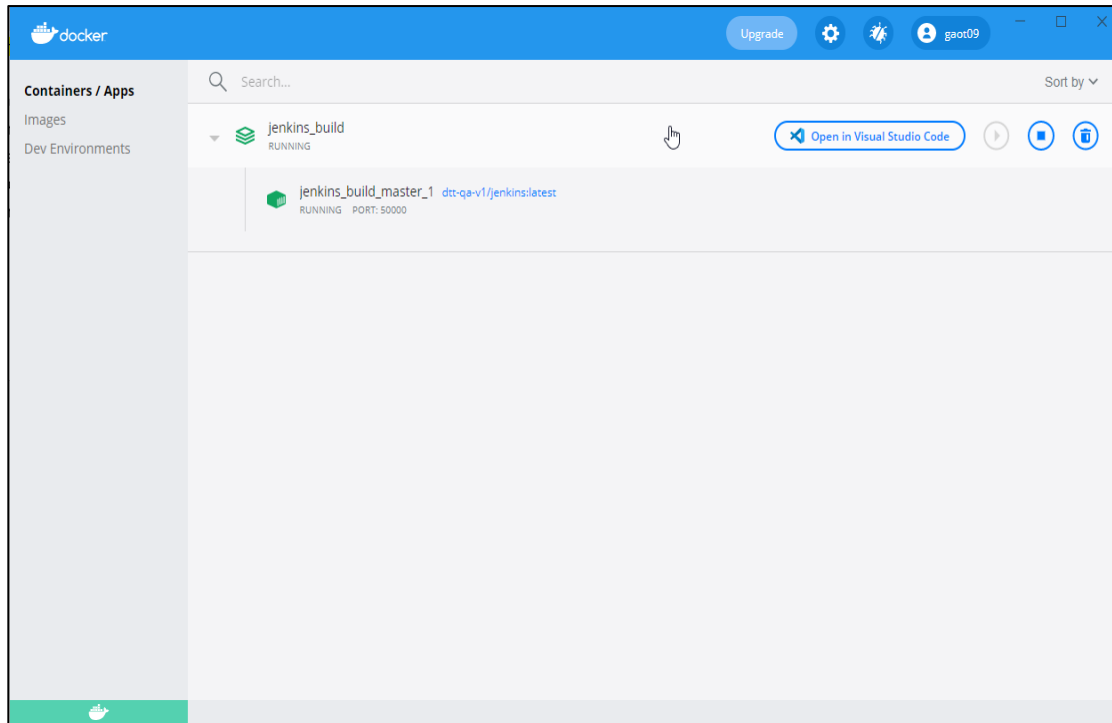 docker
Upgrade
gaot09
Containers / Apps
Images
Dev Environments
Search...
Sort by
jenkins_build
RUNNING
Open in Visual Studio Code
jenkins_build_master_1 dtt-qa-v1/jenkins:latest
RUNNING PORT: 50000